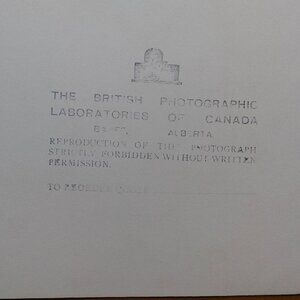 THE BRITISH PHOTOGRAPHIC
LABORATORIES OF CANADA
BANFF, ALBERTA
REPRODUCTION OF THIS PHOTOGRAPH
STRICTLY FORBIDDEN WITHOUT WRITTEN
PERMISSION.
TO REORDER QUOTE